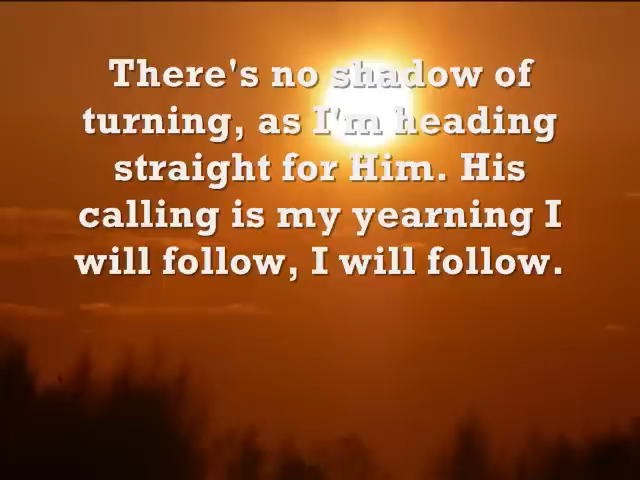 There's no shadow of
turning, as I'm heading
straight for Him. His
calling is my yearning I
will follow, I will follow.